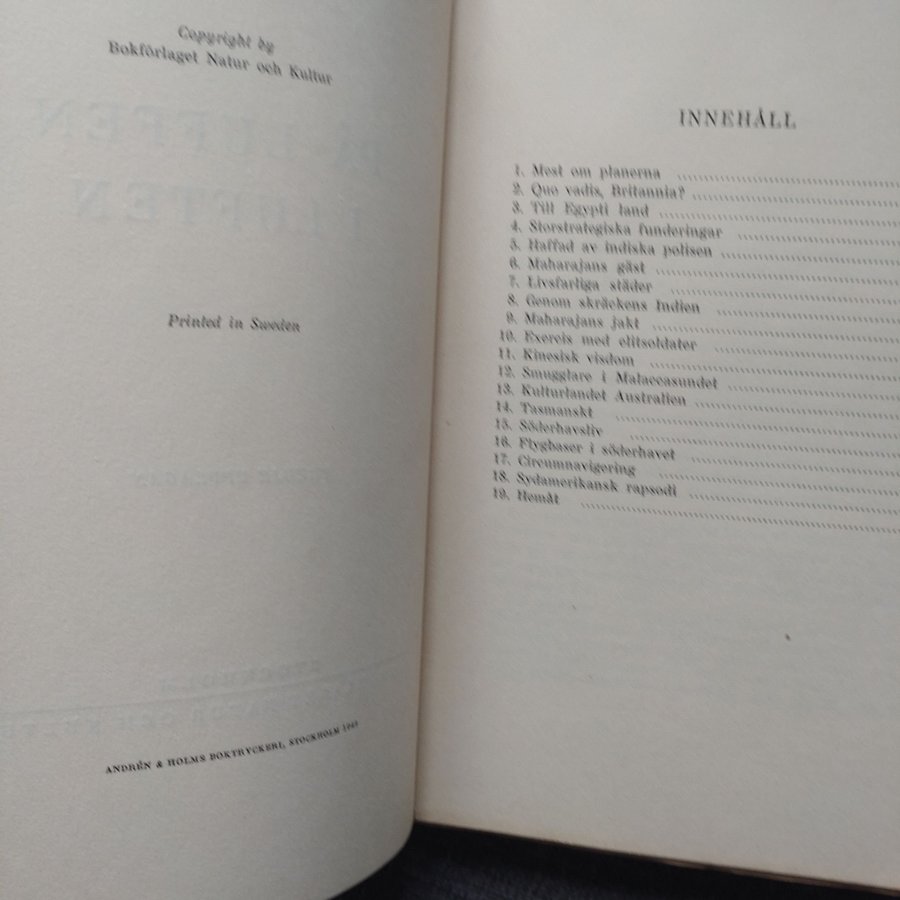 Copyright by
Bokförlaget Natur och Kultur
Printed in Sweden
ANDRÉN & HOLMS BOKTRYCKERI, STOCKHOLM
INNEHÅLL
1. Mest om planerna
2. Quo vadis, Britannia?
3. Till Egypti land
4. Storstrategiska funderingar
5. Haffad av indiska polisen
6. Maharajans gäst
7. Livsfarliga städer
8. Genom skräckens Indien
9. Maharajans jakt
10. Exercis med elitsoldater
11. Kinesisk visdom
12. Smugglare i Malaccasundet
13. Kulturlandet Australien
14. Tasmanskt
15. Söderhavsliv
16. Flygbaser i söderhavet
17. Circumnavigering
18. Sydamerikansk rapsodi
19. Hemåt